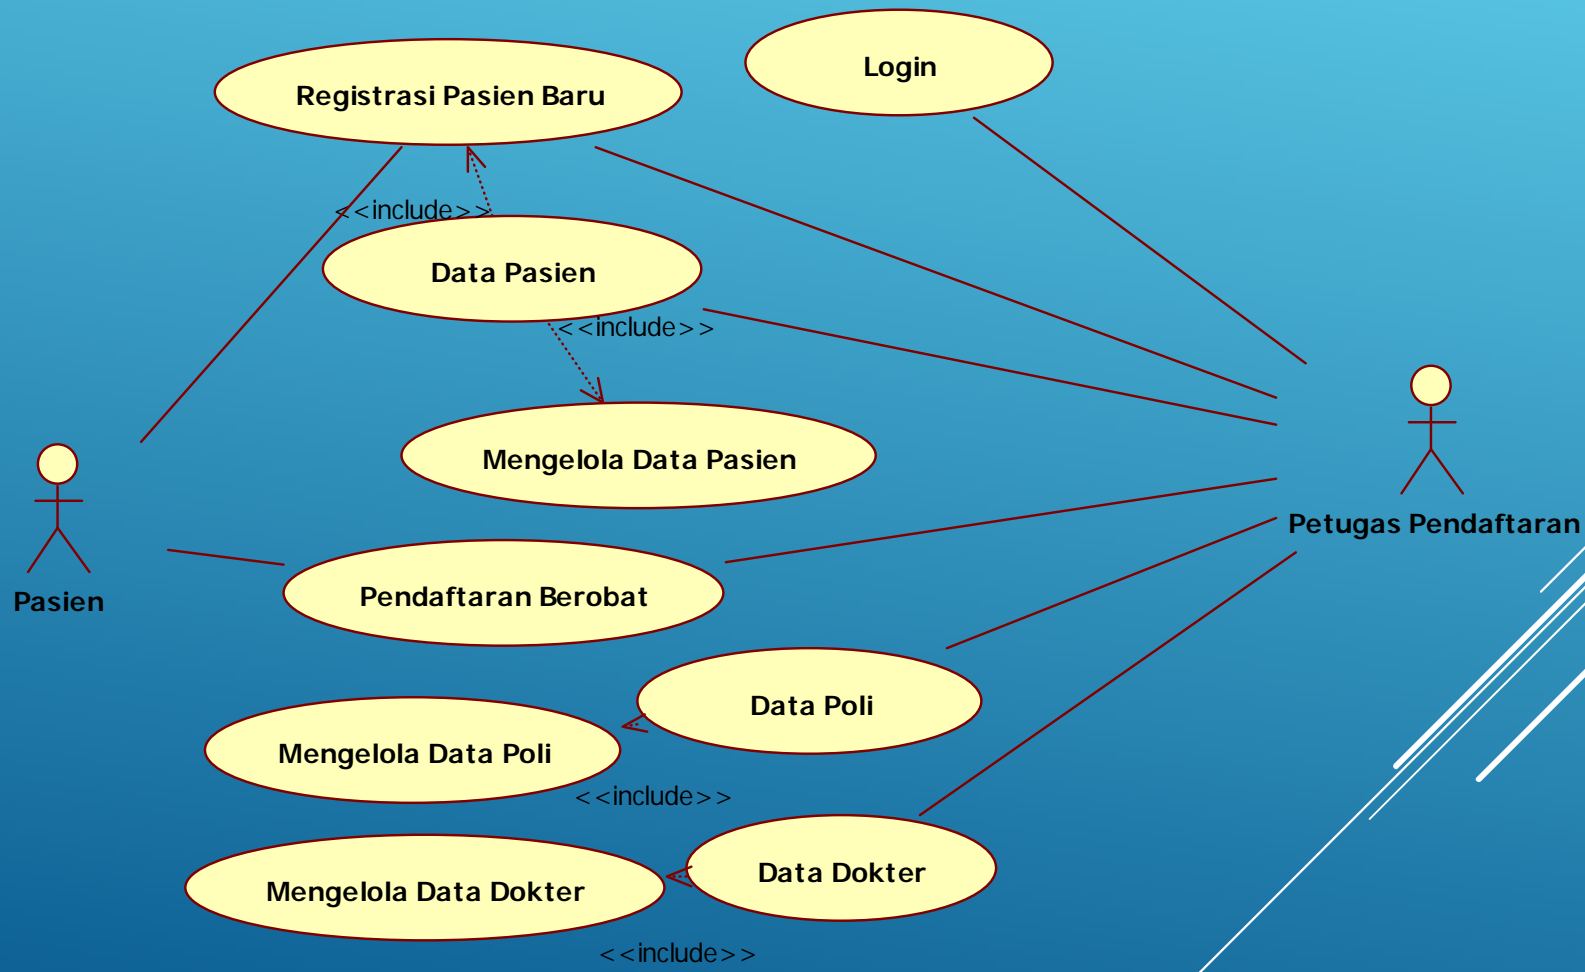 Login
Registrasi Pasien Baru
<<include>>
Data Pasien
<<include>>
Mengelola Data Pasien
Petugas Pendaftaran
Pasien
Pendaftaran Berobat
Data Poli
Mengelola Data Poli
<<include>>
Data Dokter
Mengelola Data Dokter
<<include>>